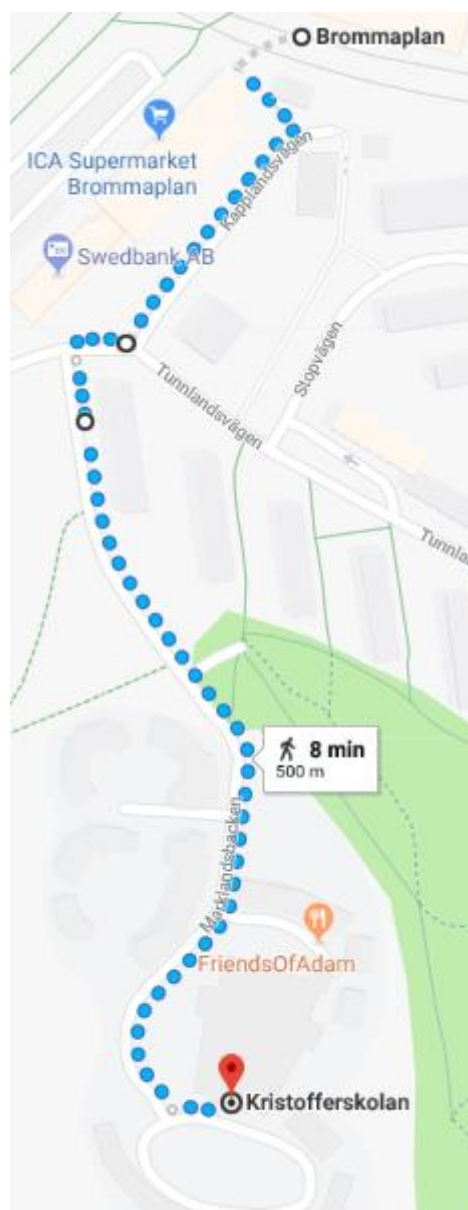 Brommaplan
ICA Supermarket
Brommaplan
Kapplandsvägen
Swedbank AB
Stopvägen
Tunnlandsvägen
Tunnla
8 min
500 m
Marklandsbacken
FriendsOfAdam
Kristofferskolan